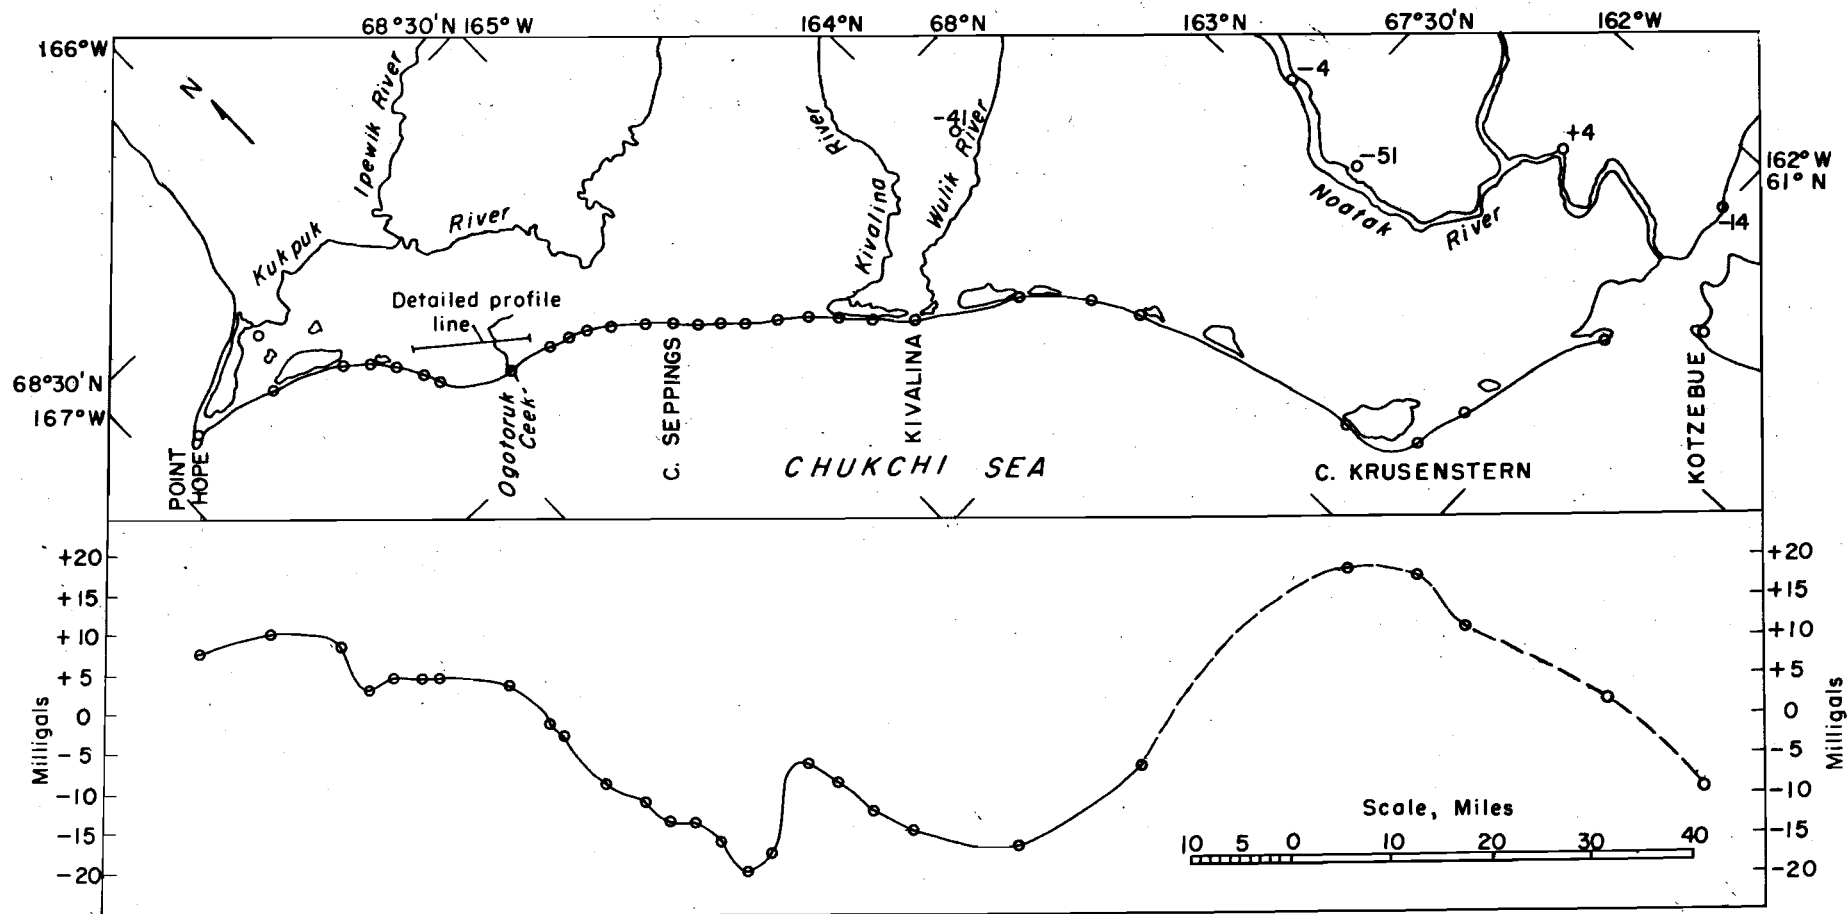 68°30'N 165°W 164°N 68°N 163°N 67°30'N 162°W
166°W
N
Ipewik River
River
-41
-4
-51
+4
162°W
61°N
-14
Kukpuk
River
Kivalina
Wulik River
Noatak
River
Detailed profile
line
68°30'N
167°W
POINT
HOPE
Ogotoruk
Ceek
C. SEPPINGS
KIVALINA
CHUKCHI SEA
C. KRUSENSTERN
KOTZEBUE
+20
+15
+10
+5
0
-5
-10
-15
-20
Milligals
+20
+15
+10
+5
0
-5
-10
-15
-20
Milligals
Scale, Miles
10 5 0 10 20 30 40